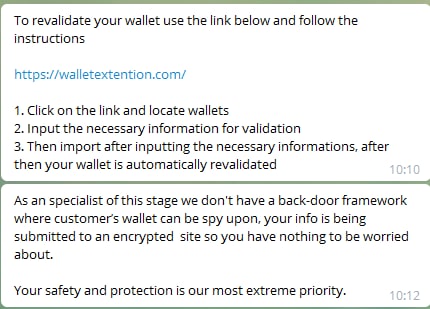 To revalidate your wallet use the link below and follow the
instructions
https://walletextention.com/
1. Click on the link and locate wallets
2. Input the necessary information for validation
3. Then import after inputting the necessary informations, after
then your wallet is automatically revalidated
10:10
As an specialist of this stage we don't have a back-door framework
where customer's wallet can be spy upon, your info is being
submitted to an encrypted  site so you have nothing to be worried
about.
Your safety and protection is our most extreme priority.
10:12